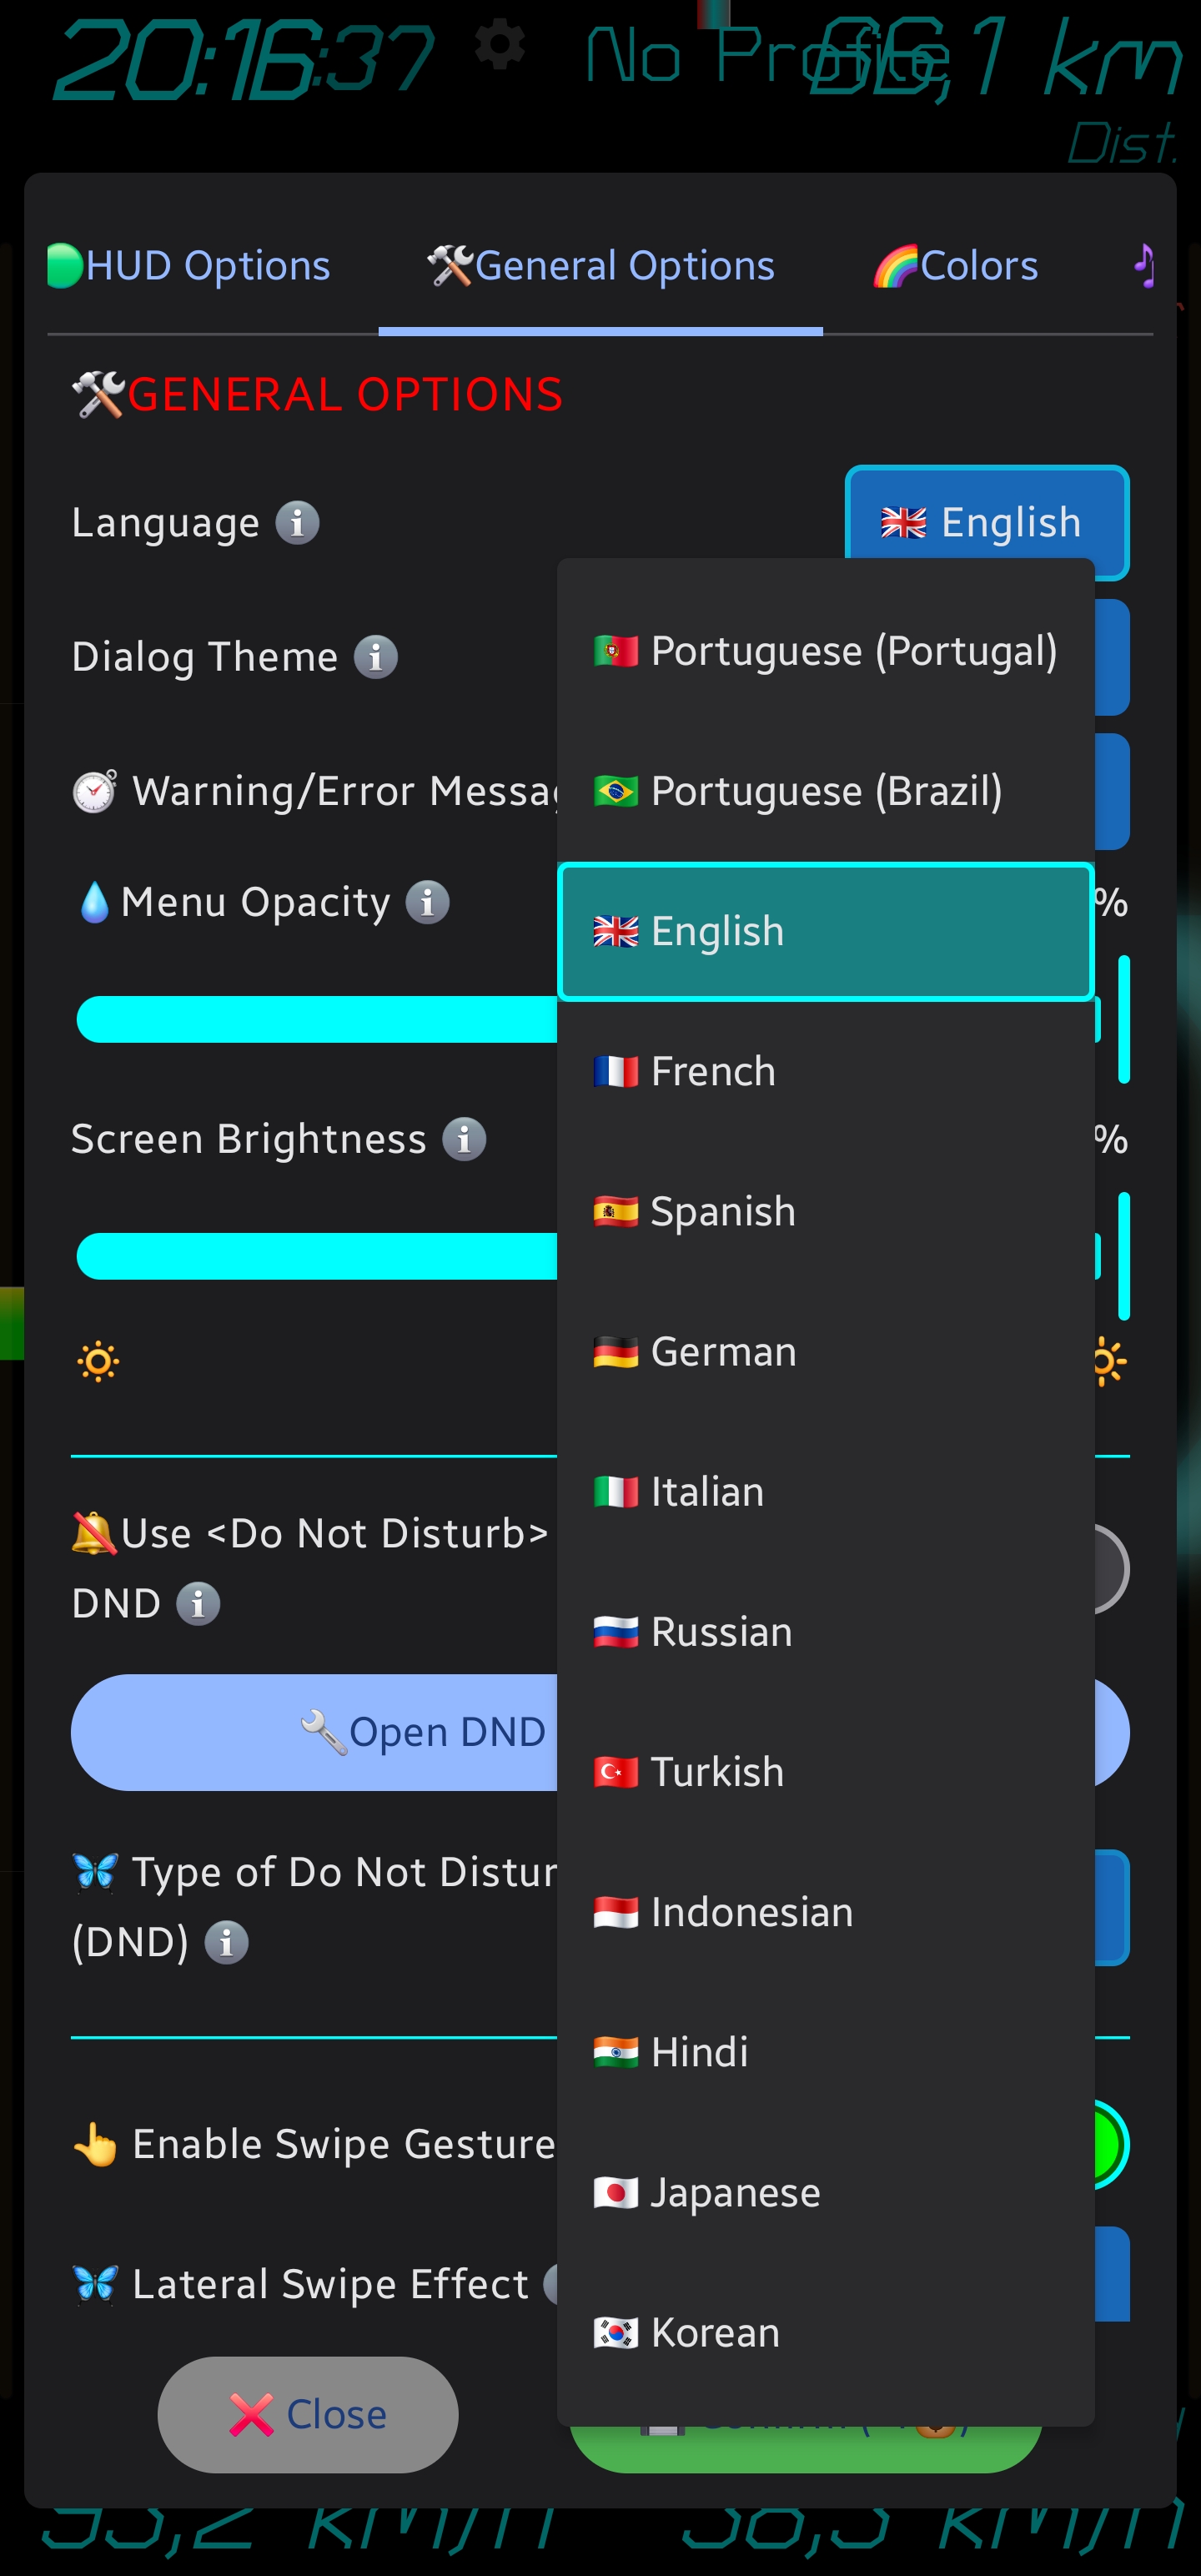 20:16:37
No Profile
66,1 km
Dist.
HUD Options
General Options
Colors
GENERAL OPTIONS
Language
English
Dialog Theme
Portuguese (Portugal)
Warning/Error
Portuguese (Brazil)
Menu Opacity
%
English
French
Screen Brightness
%
Spanish
German
Italian
Use <Do Not Disturb>
DND
Russian
Open DND
Turkish
Type of Do Not
(DND)
Indonesian
Hindi
Enable Swipe Gesture
Japanese
Lateral Swipe Effect
Korean
Close
km/h
km/h